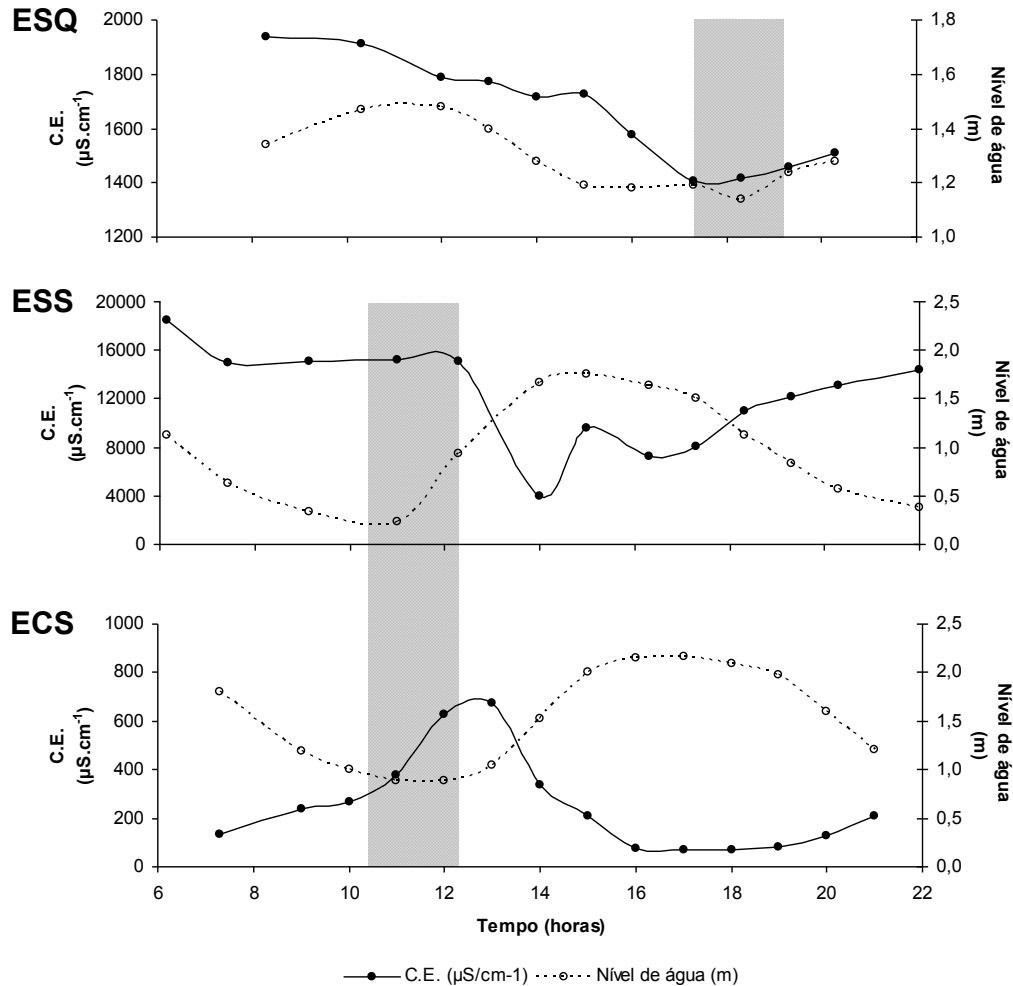 ESQ
2000
1800
1600
1400
1200
C.E.
(µS.cm-1)
1,8
1,6
1,4
1,2
1,0
Nível de água
(m)
ESS
20000
16000
12000
8000
4000
0
C.E.
(µS.cm-1)
2,5
2,0
1,5
1,0
0,5
0,0
Nível de água
(m)
ECS
1000
800
600
400
200
0
C.E.
(µS.cm-1)
2,5
2,0
1,5
1,0
0,5
0,0
Nível de água
(m)
6 8 10 12 14 16 18 20 22
Tempo (horas)
C.E. (µS/cm-1) Nível de água (m)